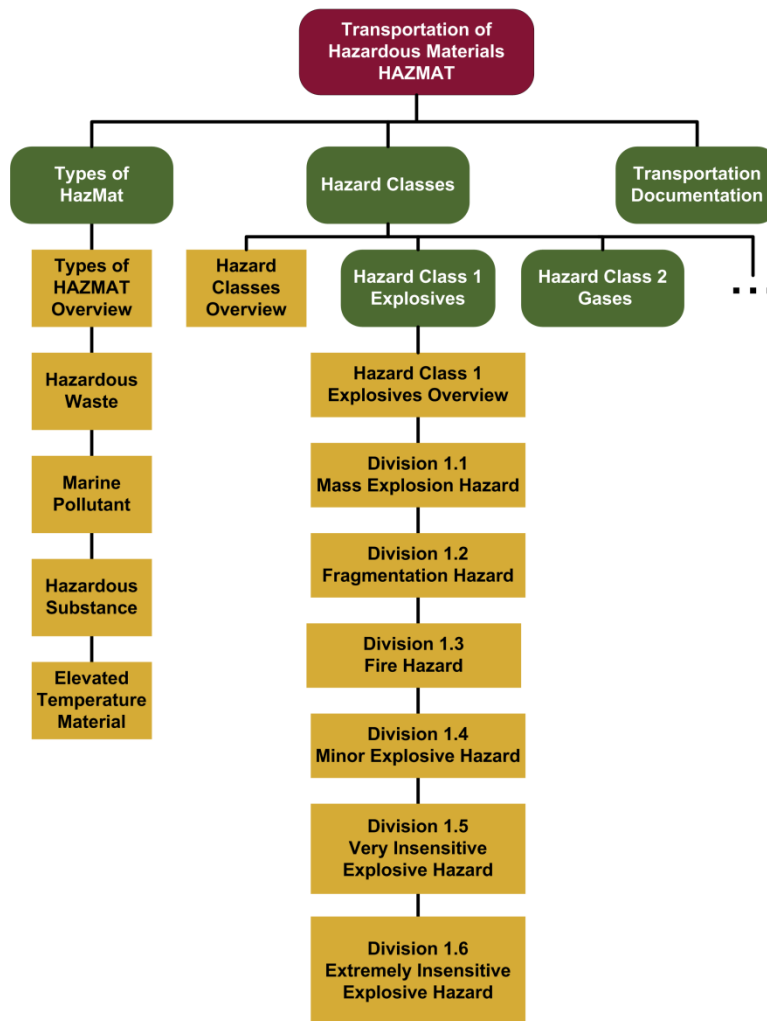 Transportation of
Hazardous Materials
HAZMAT
Types of
HazMat
Hazard Classes
Transportation
Documentation
Types of
HAZMAT
Overview
Hazard
Classes
Overview
Hazard Class 1
Explosives
Hazard Class 2
Gases
...
Hazardous
Waste
Marine
Pollutant
Hazardous
Substance
Elevated
Temperature
Material
Hazard Class 1
Explosives Overview
Division 1.1
Mass Explosion Hazard
Division 1.2
Fragmentation Hazard
Division 1.3
Fire Hazard
Division 1.4
Minor Explosive Hazard
Division 1.5
Very Insensitive
Explosive Hazard
Division 1.6
Extremely Insensitive
Explosive Hazard